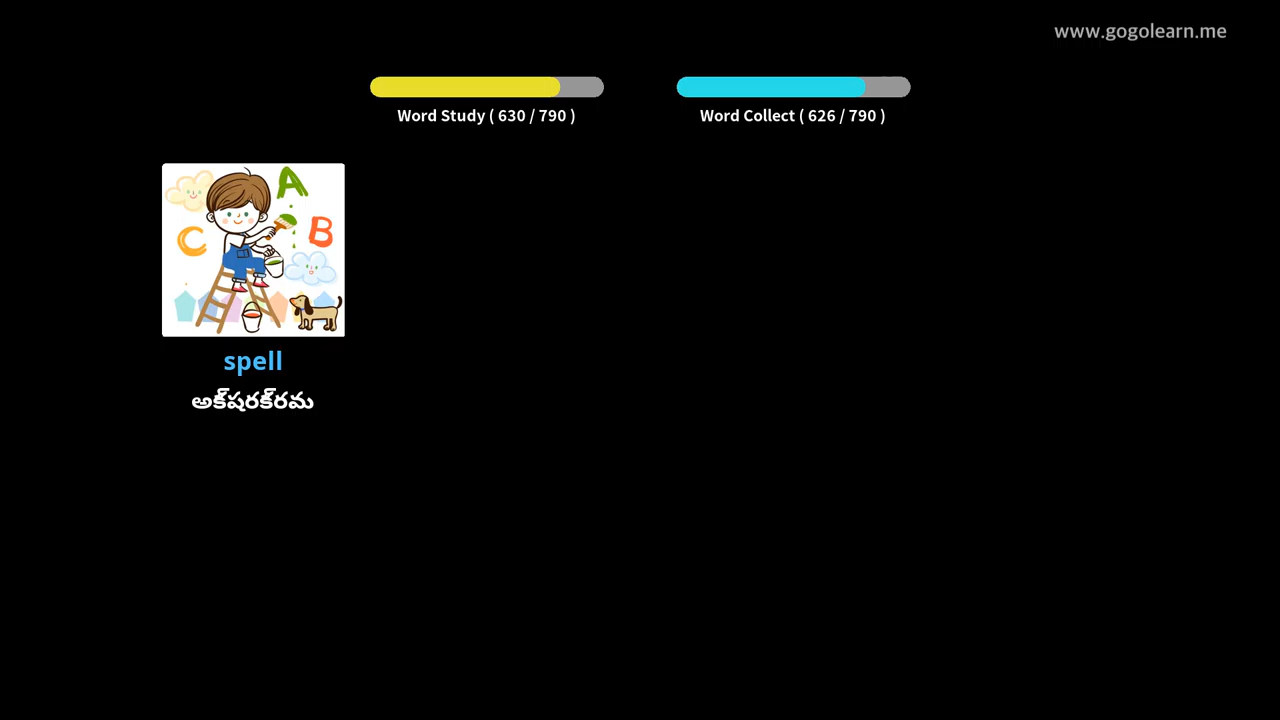 www.gogolearn.me
Word Study ( 630 / 790 )
Word Collect ( 626 / 790 )
A
B
C
spell
అక్‌షరక్‌రమ